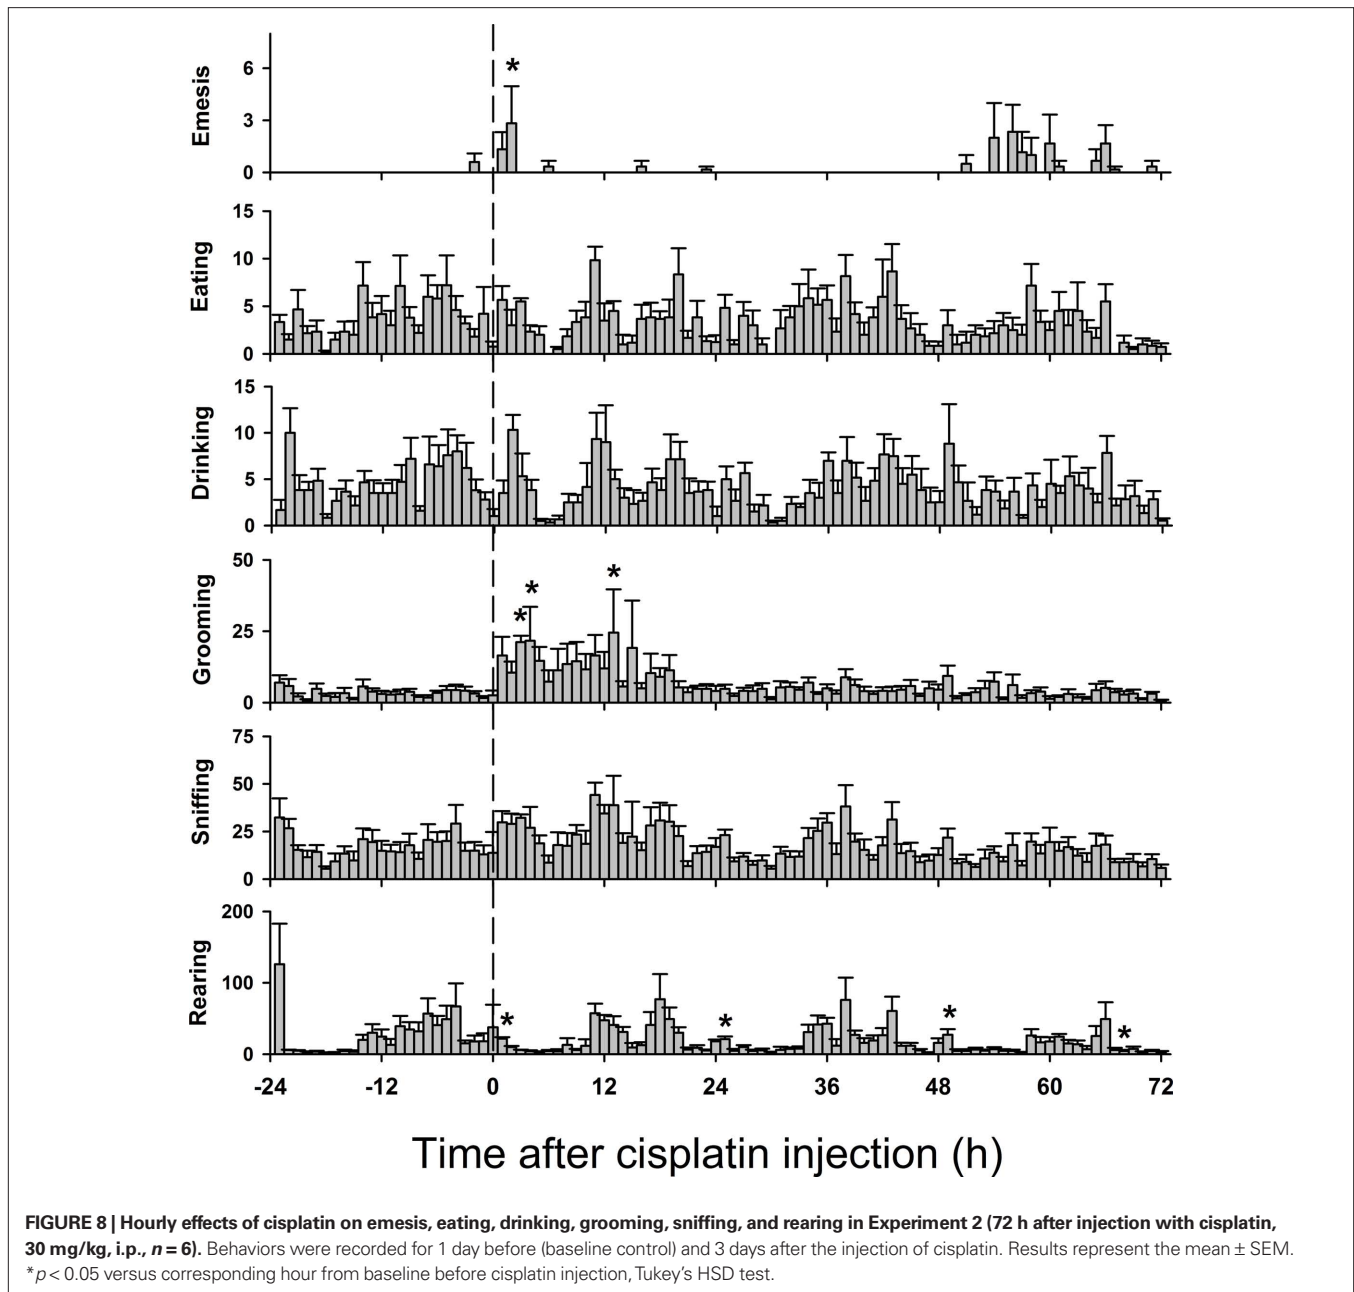 Emesis
6
3
0
*
Eating
15
10
5
0
Drinking
15
10
5
0
Grooming
50
25
0
* * *
Sniffing
75
50
25
0
Rearing
200
100
0
* * * *
-24 -12 0 12 24 36 48 60 72
Time after cisplatin injection (h)
FIGURE 8 | Hourly effects of cisplatin on emesis, eating, drinking, grooming, sniffing, and rearing in Experiment 2 (72 h after injection with cisplatin,
30 mg/kg, i.p., n = 6). Behaviors were recorded for 1 day before (baseline control) and 3 days after the injection of cisplatin. Results represent the mean ± SEM.
*p < 0.05 versus corresponding hour from baseline before cisplatin injection, Tukey's HSD test.